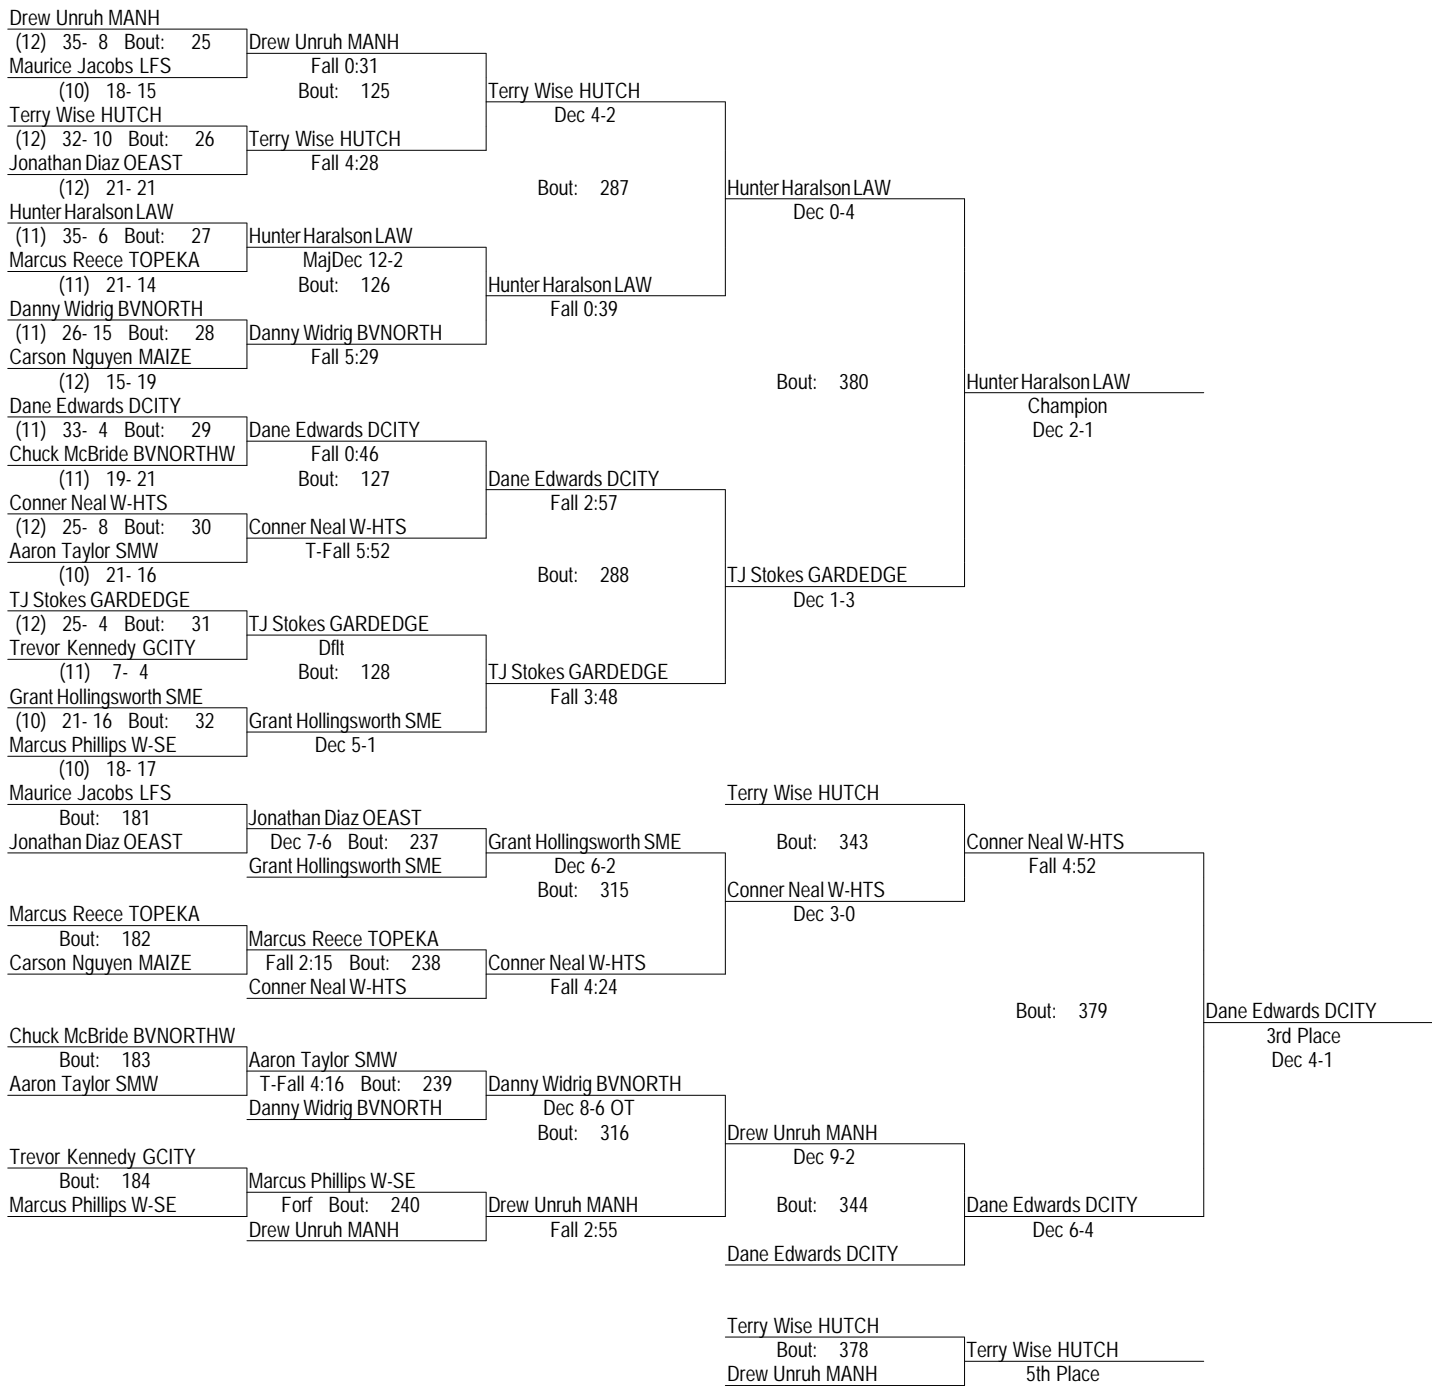 Drew Unruh MANH
(12) 35- 8 Bout: 25 Drew Unruh MANH
Maurice Jacobs LFS Fall 0:31
(10) 18- 15 Bout: 125 Terry Wise HUTCH
Terry Wise HUTCH Dec 4-2
(12) 32- 10 Bout: 26 Terry Wise HUTCH
Jonathan Diaz OEAST Fall 4:28
(12) 21- 21 Bout: 287 Hunter Haralson LAW
Hunter Haralson LAW Dec 0-4
(11) 35- 6 Bout: 27 Hunter Haralson LAW
Marcus Reece TOPEKA MajDec 12-2
(11) 21- 14 Bout: 126 Hunter Haralson LAW
Danny Widrig BVNORTH Fall 0:39
(11) 26- 15 Bout: 28 Danny Widrig BVNORTH
Carson Nguyen MAIZE Fall 5:29
(12) 15- 19 Bout: 380 Hunter Haralson LAW
Dane Edwards DCITY Champion
(11) 33- 4 Bout: 29 Dane Edwards DCITY Dec 2-1
Chuck McBride BVNORTHW Fall 0:46
(11) 19- 21 Bout: 127 Dane Edwards DCITY
Conner Neal W-HTS Fall 2:57
(12) 25- 8 Bout: 30 Conner Neal W-HTS
Aaron Taylor SMW T-Fall 5:52
(10) 21- 16 Bout: 288 TJ Stokes GARDEDGE
TJ Stokes GARDEDGE Dec 1-3
(12) 25- 4 Bout: 31 TJ Stokes GARDEDGE
Trevor Kennedy GCITY Dflt
(11) 7- 4 Bout: 128 TJ Stokes GARDEDGE
Grant Hollingsworth SME Fall 3:48
(10) 21- 16 Bout: 32 Grant Hollingsworth SME
Marcus Phillips W-SE Dec 5-1
(10) 18- 17
Maurice Jacobs LFS Terry Wise HUTCH
Bout: 181 Jonathan Diaz OEAST
Jonathan Diaz OEAST Dec 7-6 Bout: 237 Grant Hollingsworth SME Bout: 343 Conner Neal W-HTS
Grant Hollingsworth SME Dec 6-2 Fall 4:52
Bout: 315 Conner Neal W-HTS
Marcus Reece TOPEKA Dec 3-0
Bout: 182 Marcus Reece TOPEKA
Carson Nguyen MAIZE Fall 2:15 Bout: 238 Conner Neal W-HTS
Conner Neal W-HTS Fall 4:24
Bout: 379 Dane Edwards DCITY
Chuck McBride BVNORTHW 3rd Place
Bout: 183 Aaron Taylor SMW Dec 4-1
Aaron Taylor SMW T-Fall 4:16 Bout: 239 Danny Widrig BVNORTH
Danny Widrig BVNORTH Dec 8-6 OT
Bout: 316 Drew Unruh MANH
Trevor Kennedy GCITY Dec 9-2
Bout: 184 Marcus Phillips W-SE
Marcus Phillips W-SE Forf Bout: 240 Drew Unruh MANH Bout: 344 Dane Edwards DCITY
Drew Unruh MANH Fall 2:55 Dec 6-4
Dane Edwards DCITY
Terry Wise HUTCH
Bout: 378 Terry Wise HUTCH
Drew Unruh MANH 5th Place